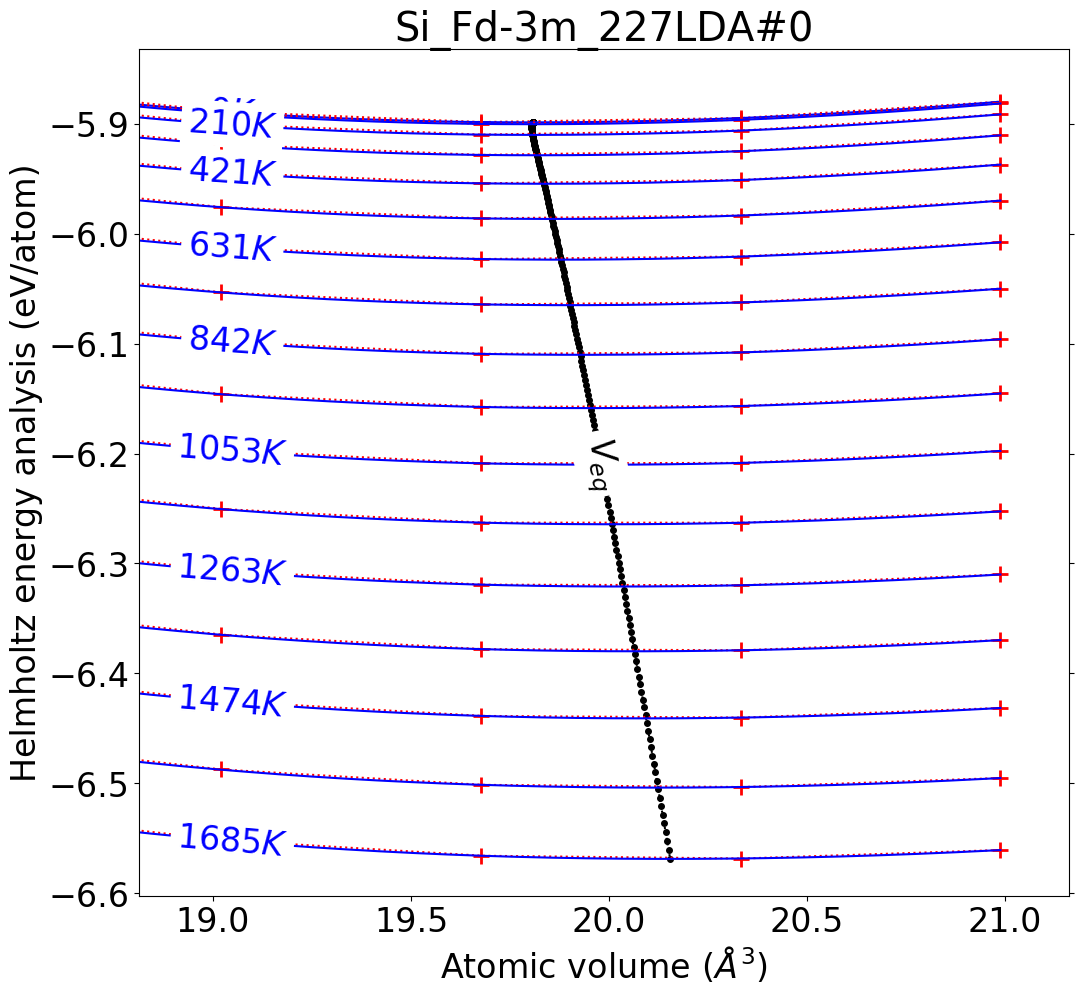 Si_Fd-3m_227LDA#0
Helmholtz energy analysis (eV/atom)
−5.9
−6.0
−6.1
−6.2
−6.3
−6.4
−6.5
−6.6
210K
421K
631K
842K
1053K
1263K
1474K
1685K
V_eq
19.0 19.5 20.0 20.5 21.0
Atomic volume (Å³)